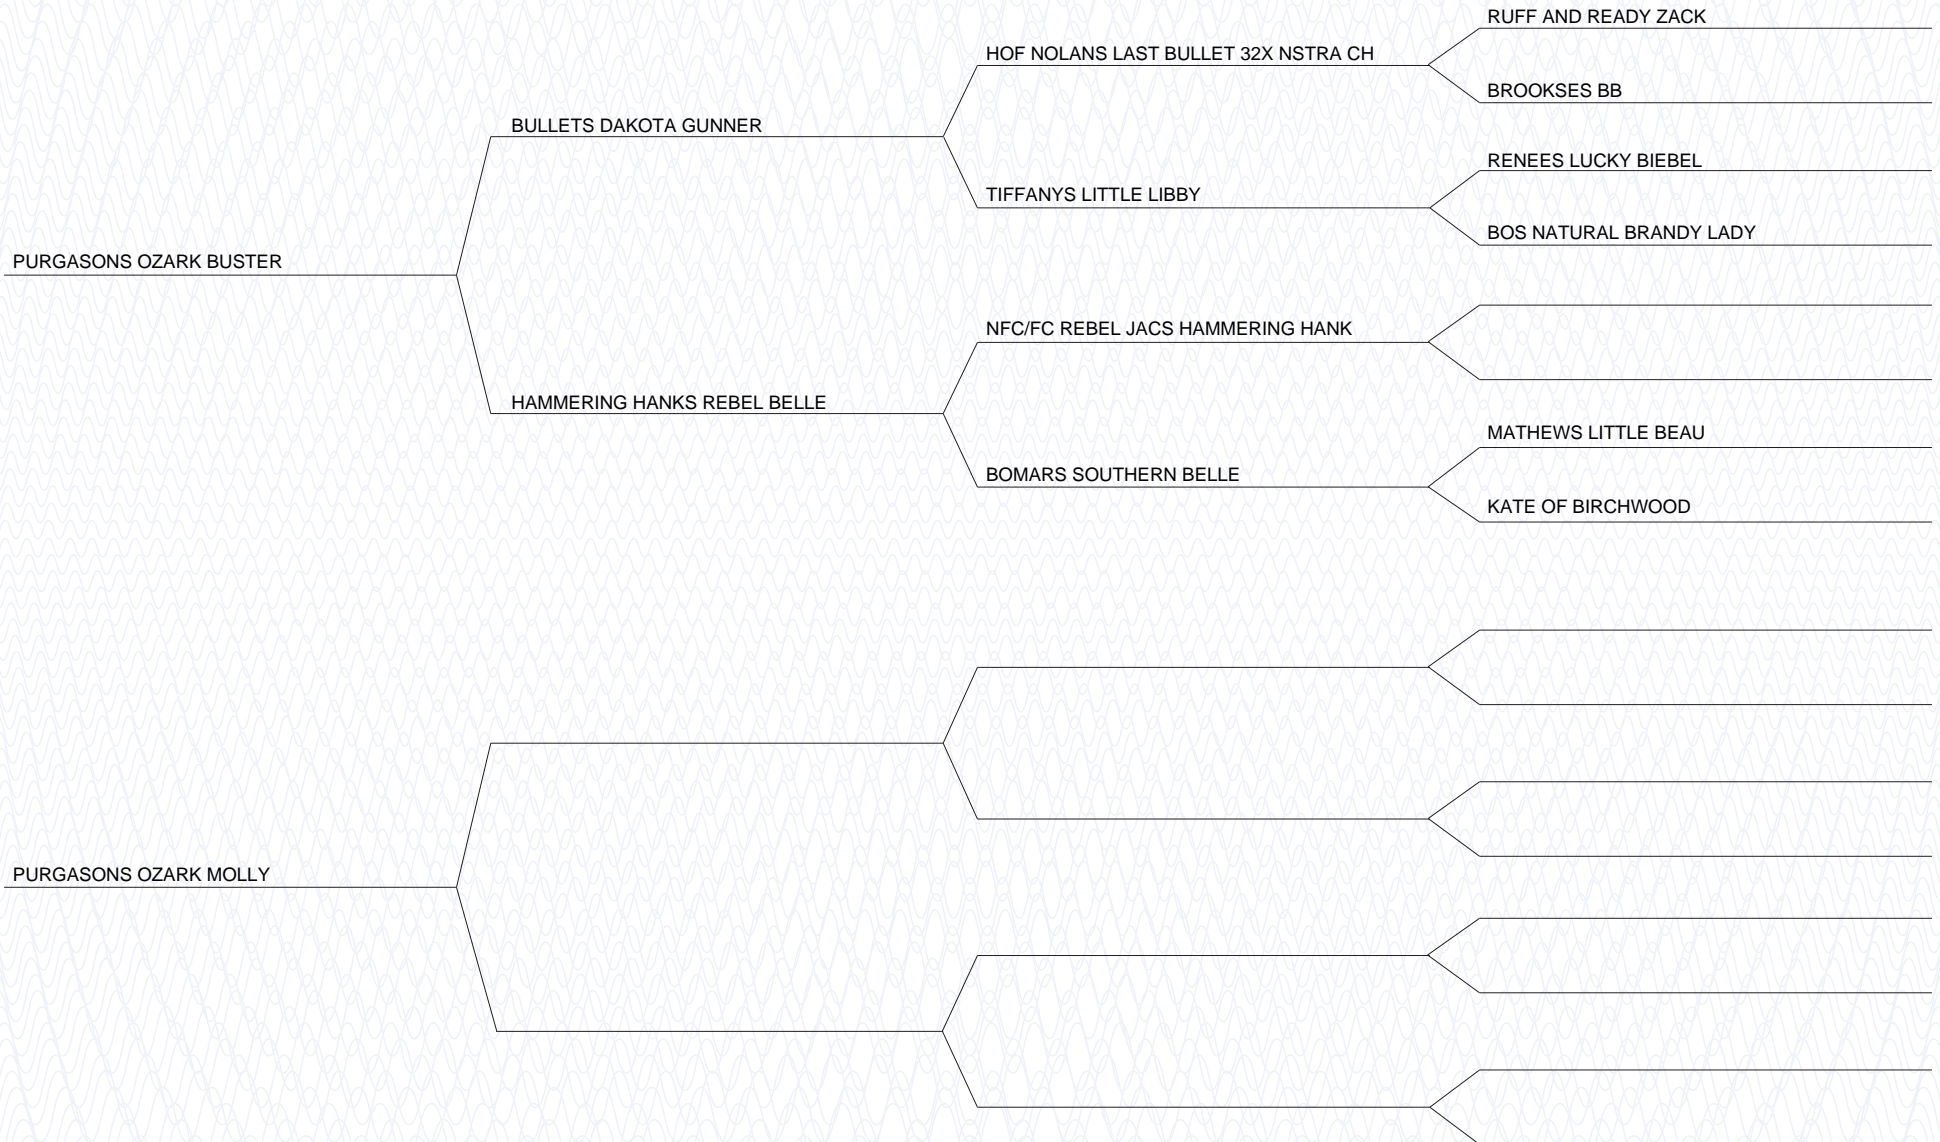 RUFF AND READY ZACK
HOF NOLANS LAST BULLET 32X NSTRA CH
BROOKSES BB
BULLETS DAKOTA GUNNER
RENEES LUCKY BIEBEL
TIFFANYS LITTLE LIBBY
BOS NATURAL BRANDY LADY
PURGASONS OZARK BUSTER
NFC/FC REBEL JACS HAMMERING HANK
HAMMERING HANKS REBEL BELLE
MATHEWS LITTLE BEAU
BOMARS SOUTHERN BELLE
KATE OF BIRCHWOOD
PURGASONS OZARK MOLLY